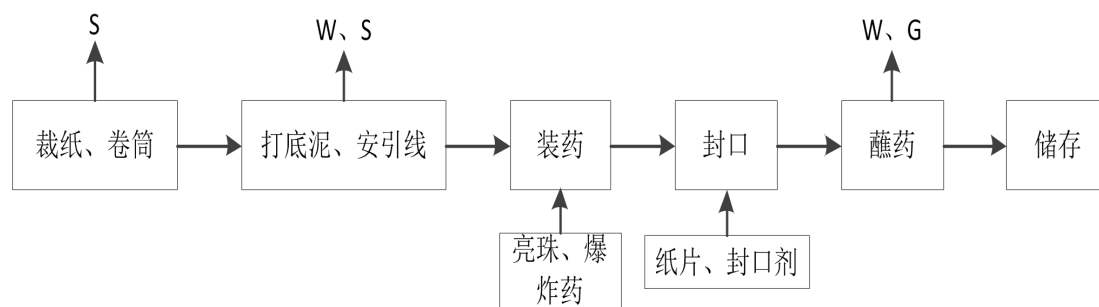 S
W、S
W、G
裁纸、卷筒
打底泥、安引线
装药
封口
蘸药
储存
亮珠、爆
炸药
纸片、封口剂